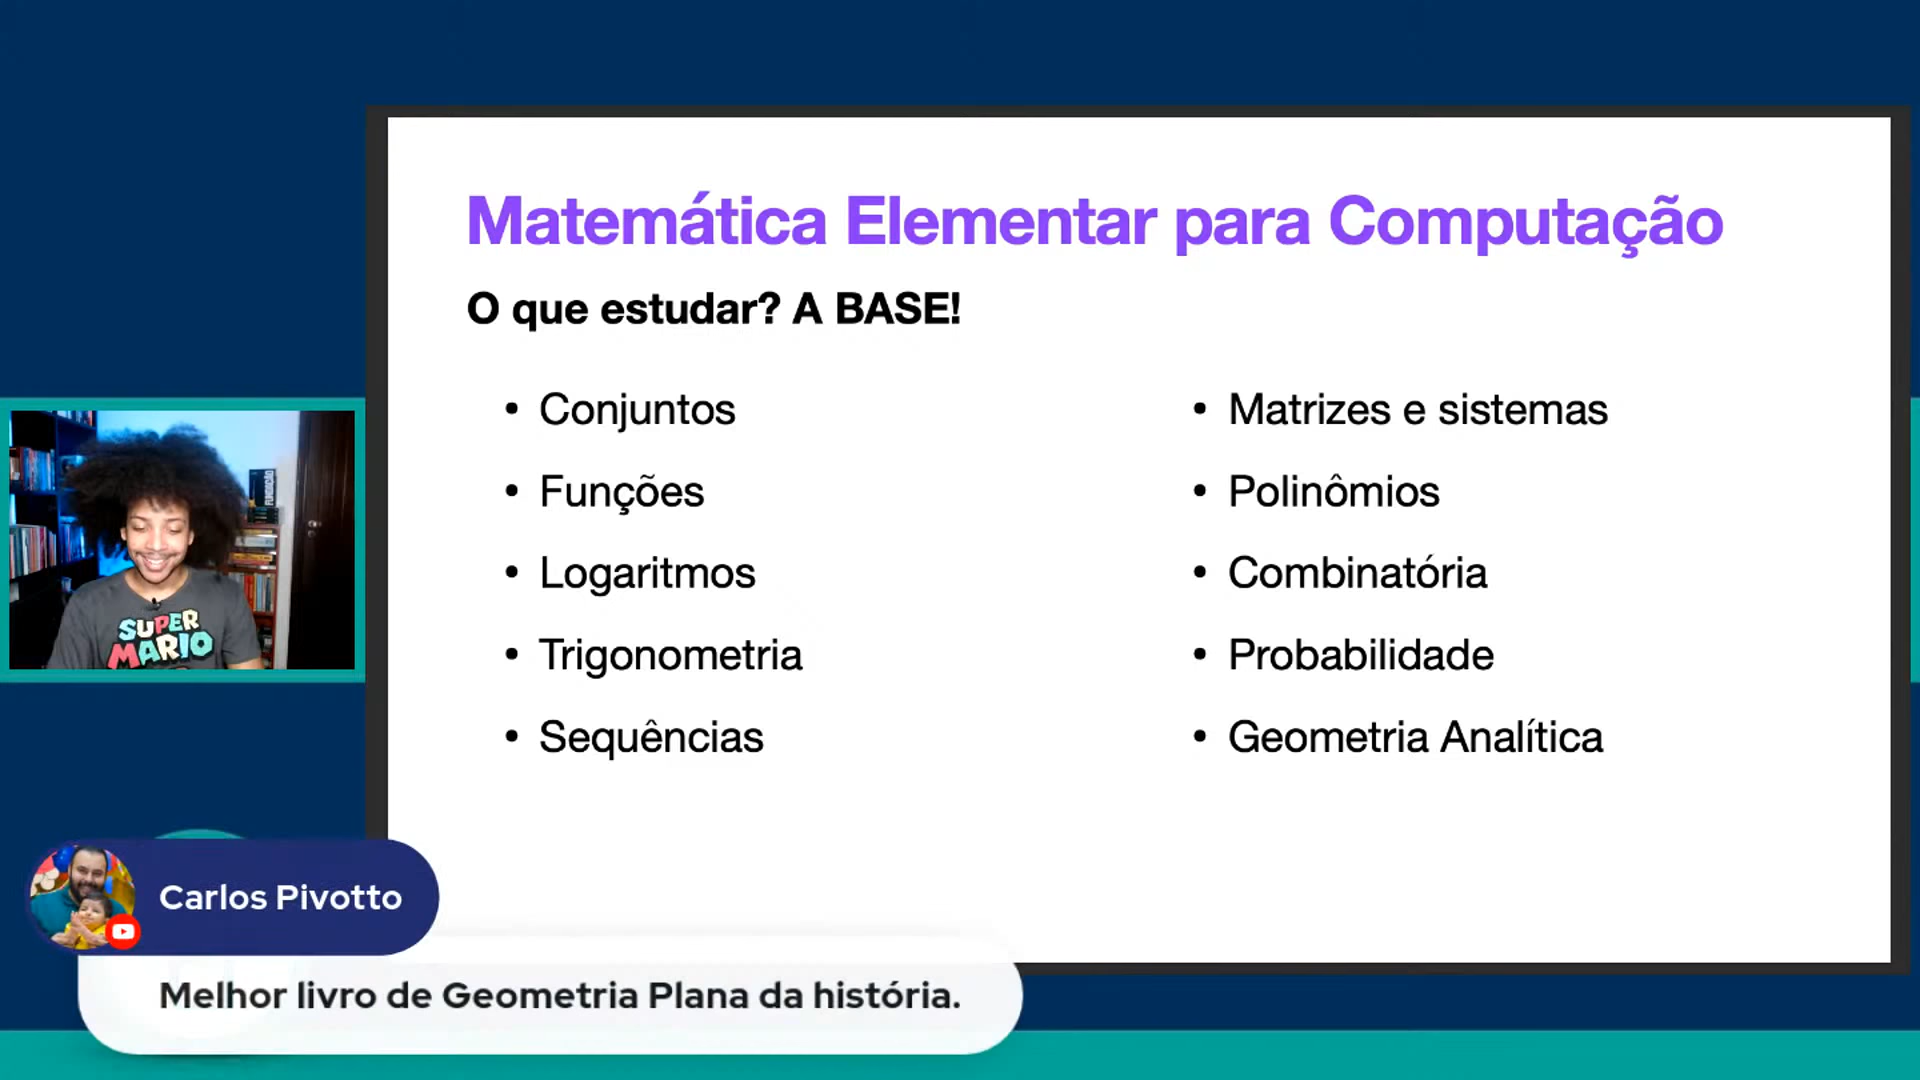 Matemática Elementar para Computação
O que estudar? A BASE!
• Conjuntos
• Funções
• Logaritmos
• Trigonometria
• Sequências
• Matrizes e sistemas
• Polinômios
• Combinatória
• Probabilidade
• Geometria Analítica
FUNDAÇÃO
SUPER
MARIO
Carlos Pivotto
Melhor livro de Geometria Plana da história.